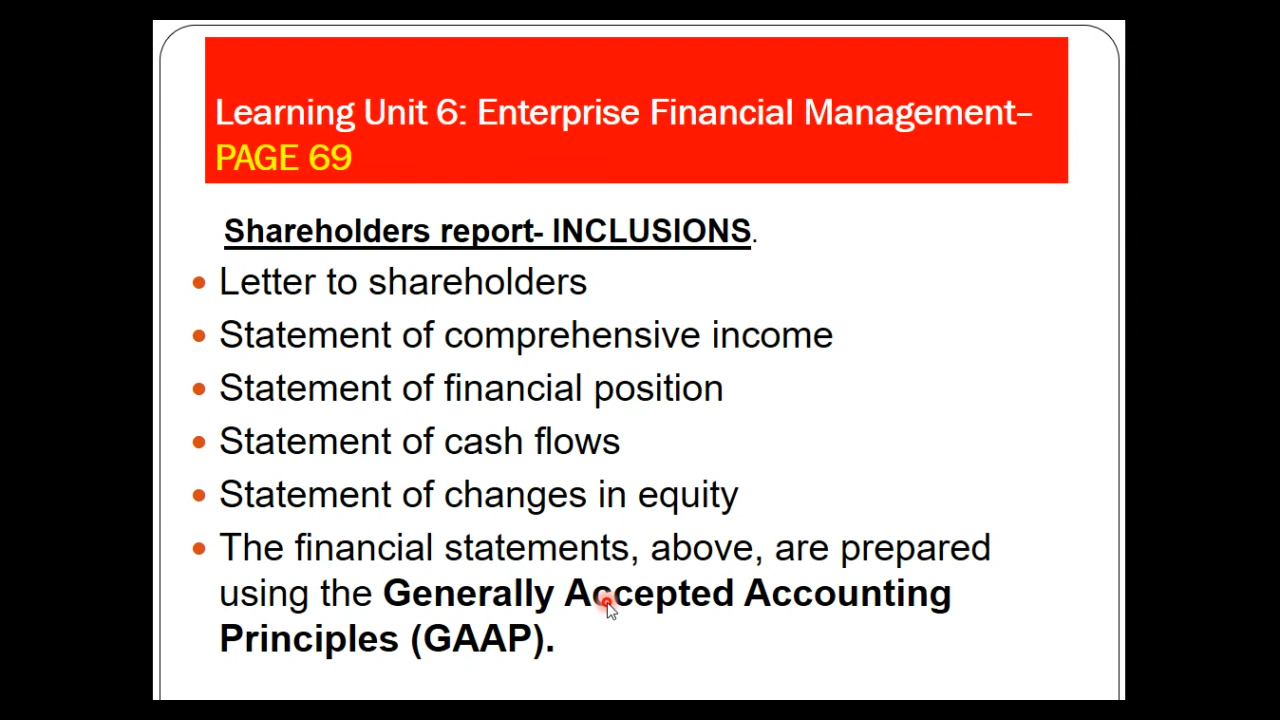 Learning Unit 6: Enterprise Financial Management–
PAGE 69
Shareholders report- INCLUSIONS.
• Letter to shareholders
• Statement of comprehensive income
• Statement of financial position
• Statement of cash flows
• Statement of changes in equity
• The financial statements, above, are prepared
using the Generally Accepted Accounting
Principles (GAAP).